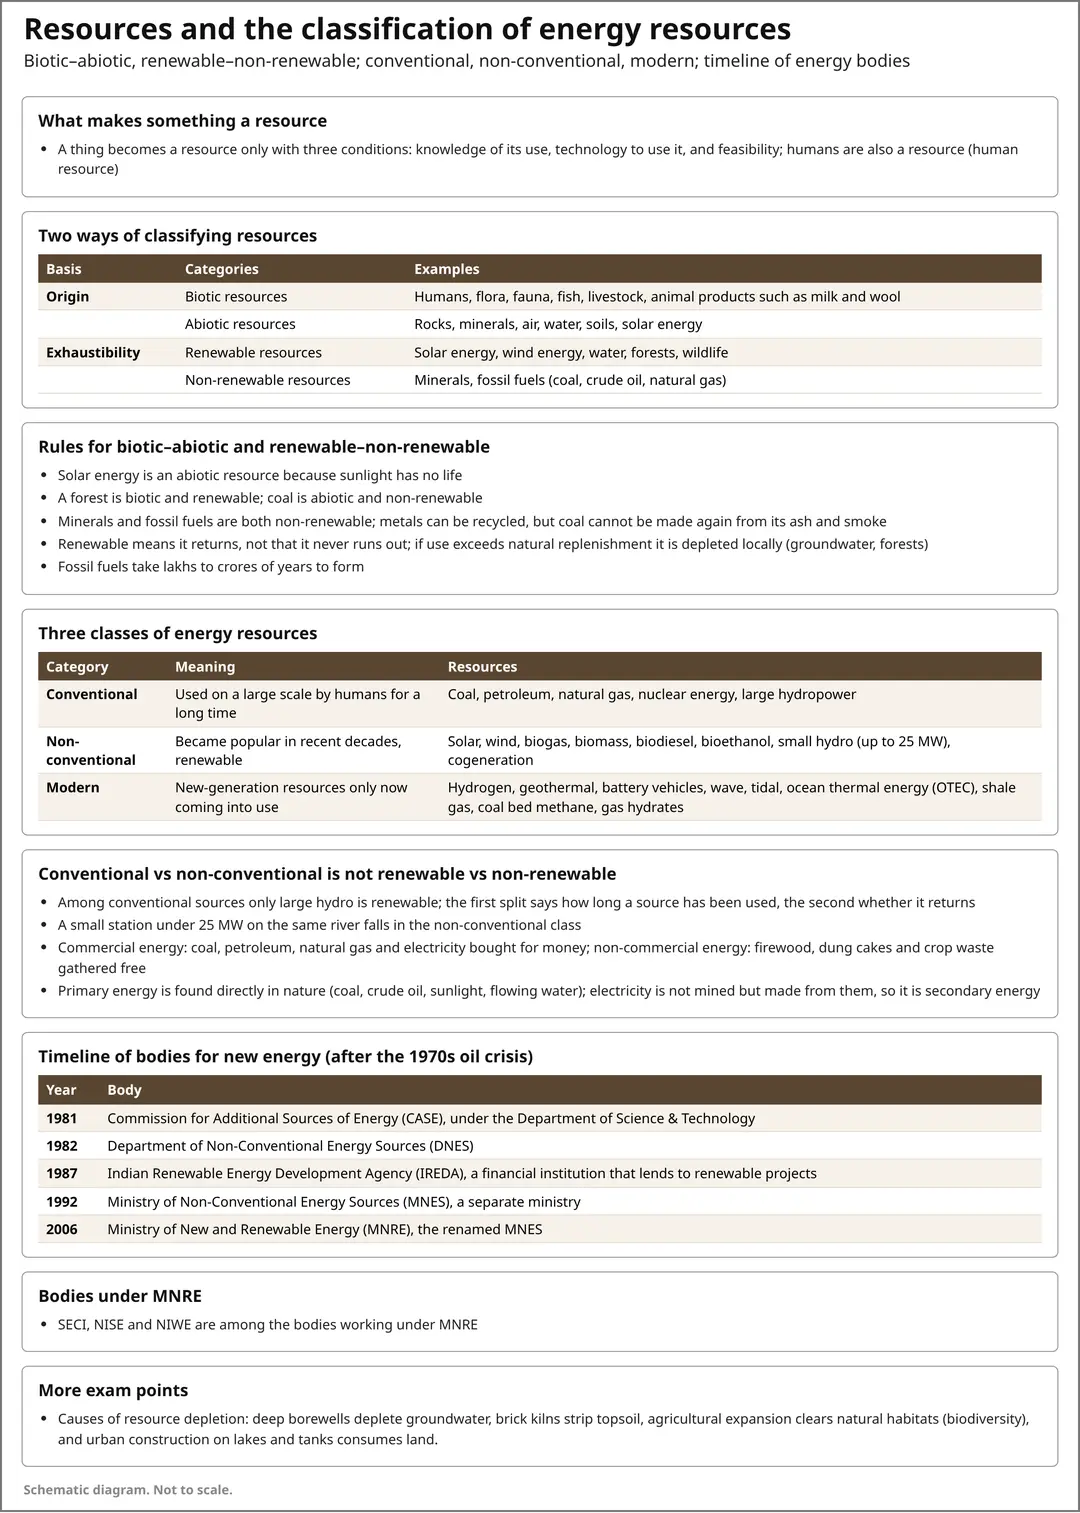 Resources and the classification of energy resources
Biotic–abiotic, renewable–non-renewable; conventional, non-conventional, modern; timeline of energy bodies
What makes something a resource
• A thing becomes a resource only with three conditions: knowledge of its use, technology to use it, and feasibility; humans are also a resource (human
resource)
Two ways of classifying resources
Basis Categories Examples
Origin Biotic resources Humans, flora, fauna, fish, livestock, animal products such as milk and wool
Abiotic resources Rocks, minerals, air, water, soils, solar energy
Exhaustibility Renewable resources Solar energy, wind energy, water, forests, wildlife
Non-renewable resources Minerals, fossil fuels (coal, crude oil, natural gas)
Rules for biotic–abiotic and renewable–non-renewable
• Solar energy is an abiotic resource because sunlight has no life
• A forest is biotic and renewable; coal is abiotic and non-renewable
• Minerals and fossil fuels are both non-renewable; metals can be recycled, but coal cannot be made again from its ash and smoke
• Renewable means it returns, not that it never runs out; if use exceeds natural replenishment it is depleted locally (groundwater, forests)
• Fossil fuels take lakhs to crores of years to form
Three classes of energy resources
Category Meaning Resources
Conventional Used on a large scale by humans for a Coal, petroleum, natural gas, nuclear energy, large hydropower
long time
Non- Became popular in recent decades, Solar, wind, biogas, biomass, biodiesel, bioethanol, small hydro (up to 25 MW),
conventional renewable cogeneration
Modern New-generation resources only now Hydrogen, geothermal, battery vehicles, wave, tidal, ocean thermal energy (OTEC), shale
coming into use gas, coal bed methane, gas hydrates
Conventional vs non-conventional is not renewable vs non-renewable
• Among conventional sources only large hydro is renewable; the first split says how long a source has been used, the second whether it returns
• A small station under 25 MW on the same river falls in the non-conventional class
• Commercial energy: coal, petroleum, natural gas and electricity bought for money; non-commercial energy: firewood, dung cakes and crop waste
gathered free
• Primary energy is found directly in nature (coal, crude oil, sunlight, flowing water); electricity is not mined but made from them, so it is secondary energy
Timeline of bodies for new energy (after the 1970s oil crisis)
Year Body
1981 Commission for Additional Sources of Energy (CASE), under the Department of Science & Technology
1982 Department of Non-Conventional Energy Sources (DNES)
1987 Indian Renewable Energy Development Agency (IREDA), a financial institution that lends to renewable projects
1992 Ministry of Non-Conventional Energy Sources (MNES), a separate ministry
2006 Ministry of New and Renewable Energy (MNRE), the renamed MNES
Bodies under MNRE
• SECI, NISE and NIWE are among the bodies working under MNRE
More exam points
• Causes of resource depletion: deep borewells deplete groundwater, brick kilns strip topsoil, agricultural expansion clears natural habitats (biodiversity),
and urban construction on lakes and tanks consumes land.
Schematic diagram. Not to scale.